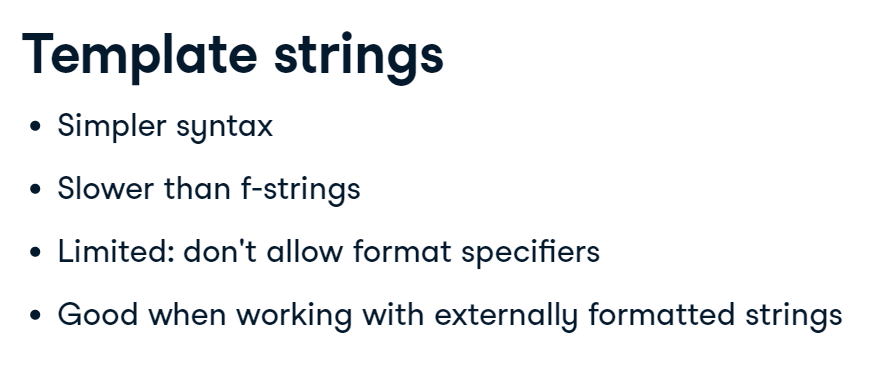 Template strings
• Simpler syntax
• Slower than f-strings
• Limited: don't allow format specifiers
• Good when working with externally formatted strings